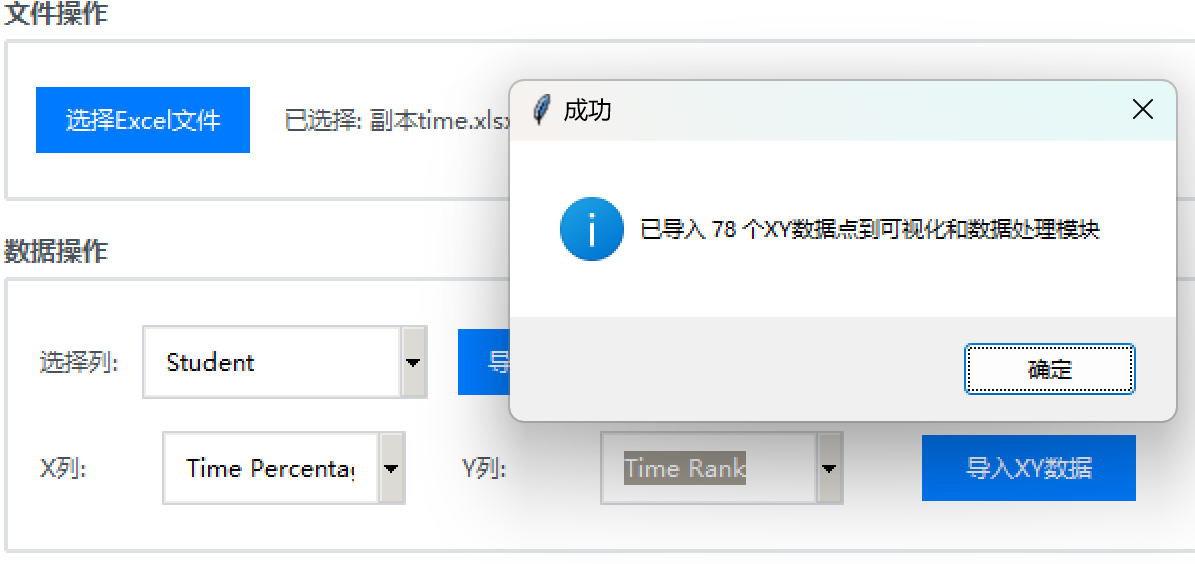 文件操作
选择Excel文件
已选择: 副本time.xlsx
成功
已导入 78 个XY数据点到可视化和数据处理模块
确定
数据操作
选择列:
Student
导
X列:
Time Percenta
Y列:
Time Rank
导入XY数据